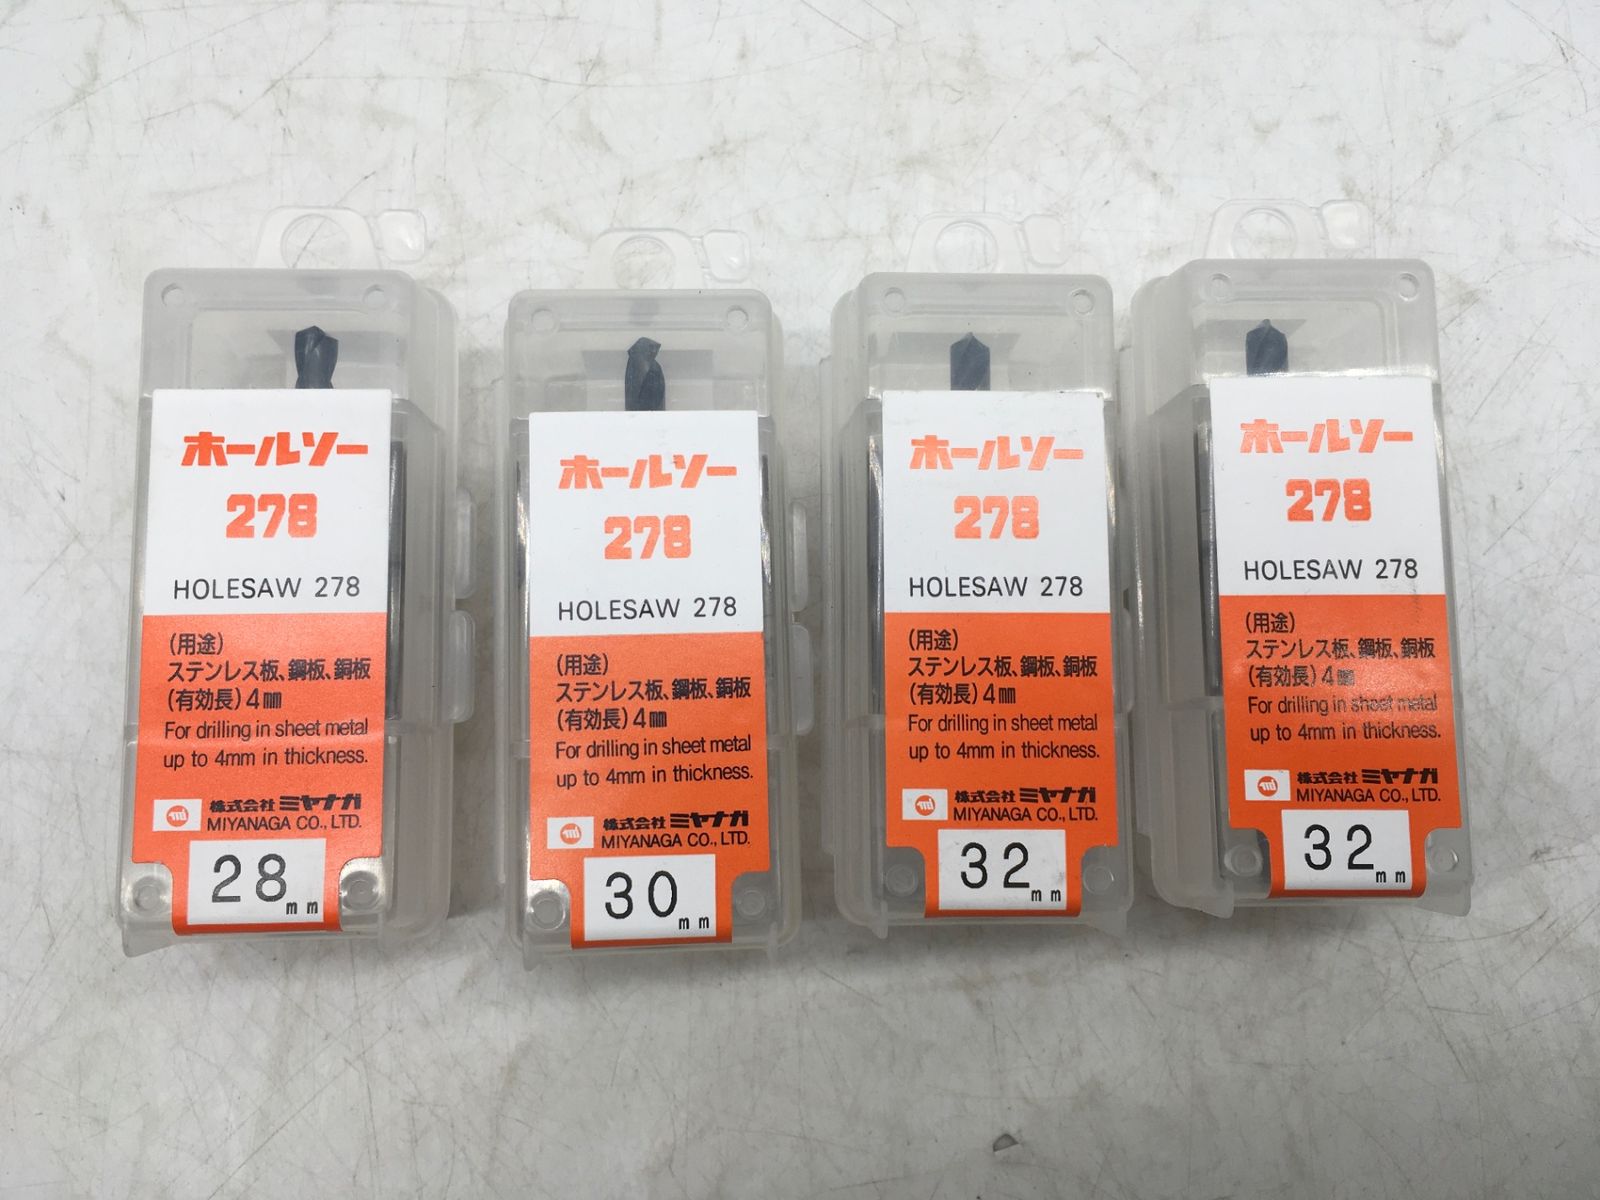 ホールソー
278
HOLESAW 278
(用途)
ステンレス板、鋼板、銅板
(有効長)4mm
For drilling in sheet metal
up to 4mm in thickness.
株式会社ミヤナガ
MIYANAGA CO., LTD.
28mm
ホールソー
278
HOLESAW 278
(用途)
ステンレス板、鋼板、銅板
(有効長)4mm
For drilling in sheet metal
up to 4mm in thickness.
株式会社ミヤナガ
MIYANAGA CO., LTD.
30mm
ホールソー
278
HOLESAW 278
(用途)
ステンレス板、鋼板、銅板
(有効長)4mm
For drilling in sheet metal
up to 4mm in thickness.
株式会社ミヤナガ
MIYANAGA CO., LTD.
32mm
ホールソー
278
HOLESAW 278
(用途)
ステンレス板、鋼板、銅板
(有効長)4mm
For drilling in sheet metal
up to 4mm in thickness.
株式会社ミヤナガ
MIYANAGA CO., LTD.
32mm